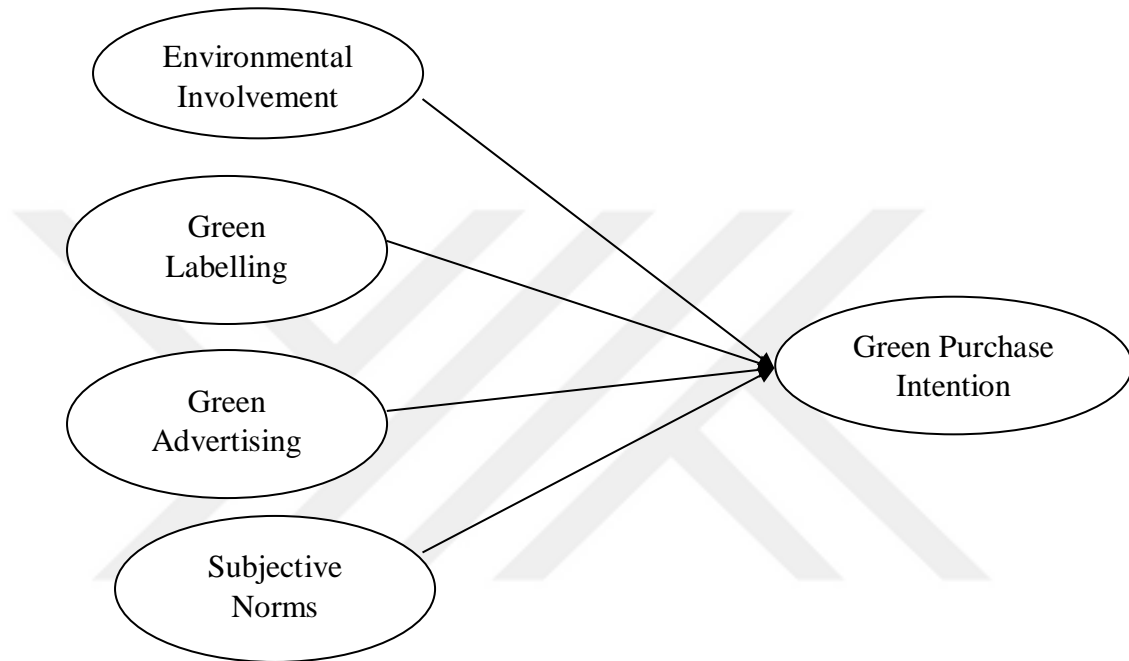 Environmental
Involvement
Green
Labelling
Green
Advertising
Subjective
Norms
Green Purchase
Intention